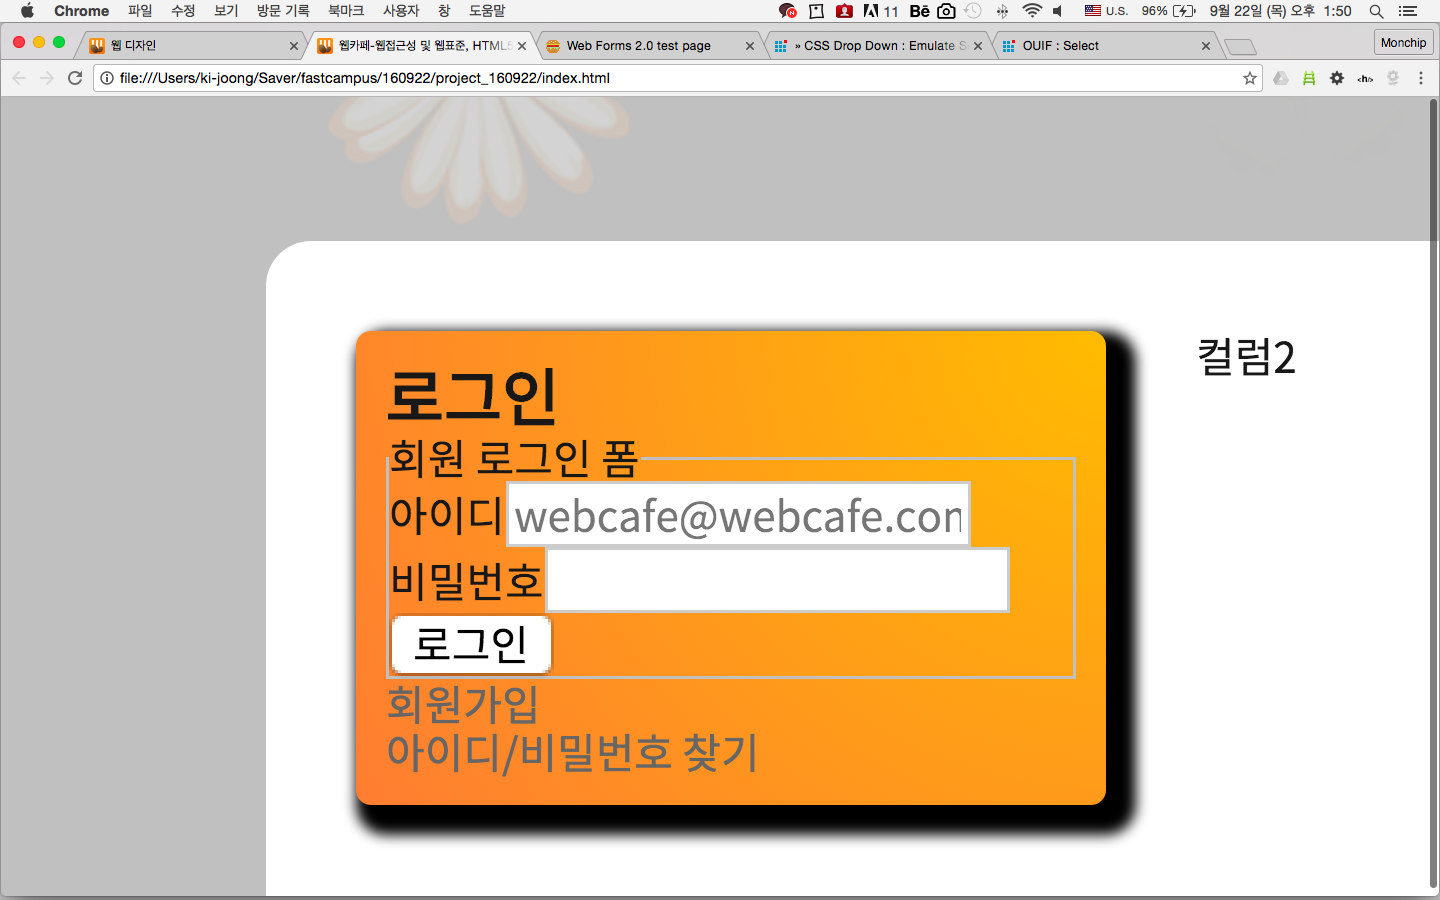 Chrome 파일 수정 보기 방문 기록 북마크 사용자 창 도움말 11 Bē U.S. 96% 9월 22일 (목) 오후 1:50
웹 디자인 웹카페-웹접근성 및 웹표준, HTML5 Web Forms 2.0 test page » CSS Drop Down : Emulate S OUIF : Select Monchip
file:///Users/ki-joong/Saver/fastcampus/160922/project_160922/index.html <h/>
컬럼2
로그인
회원 로그인 폼
아이디 webcafe@webcafe.com
비밀번호
로그인
회원가입
아이디/비밀번호 찾기